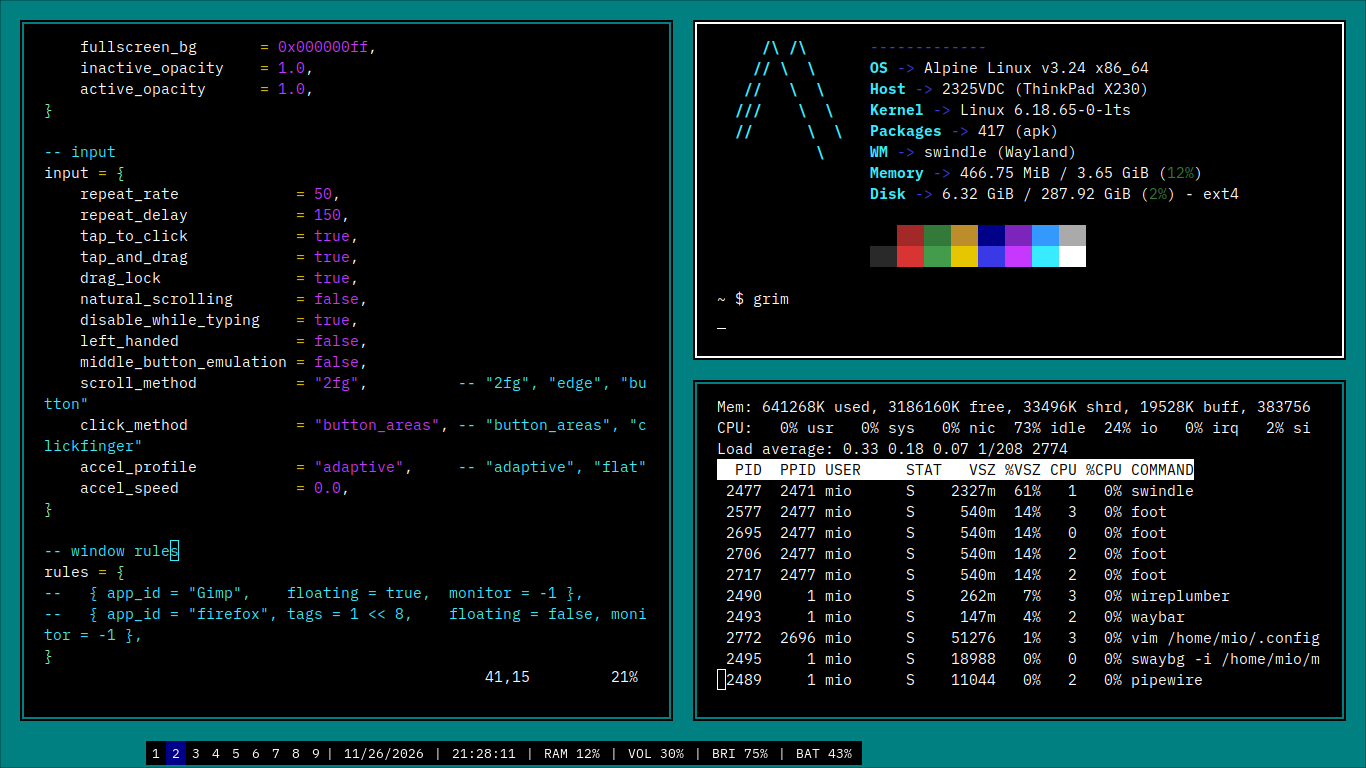 fullscreen_bg       = 0x000000ff,
    inactive_opacity    = 1.0,
    active_opacity      = 1.0,
}
-- input
input = {
    repeat_rate             = 50,
    repeat_delay            = 150,
    tap_to_click            = true,
    tap_and_drag            = true,
    drag_lock               = true,
    natural_scrolling       = false,
    disable_while_typing    = true,
    left_handed             = false,
    middle_button_emulation = false,
    scroll_method           = "2fg",          -- "2fg", "edge", "bu
tton"
    click_method            = "button_areas", -- "button_areas", "c
lickfinger"
    accel_profile           = "adaptive",     -- "adaptive", "flat"
    accel_speed             = 0.0,
}
-- window rules
rules = {
--   { app_id = "Gimp",    floating = true,  monitor = -1 },
--   { app_id = "firefox", tags = 1 << 8,    floating = false, moni
tor = -1 },
}
41,15         21%
     /\ /\       -------------
    // \  \      OS -> Alpine Linux v3.24 x86_64
   //   \  \     Host -> 2325VDC (ThinkPad X230)
  ///    \  \    Kernel -> Linux 6.18.65-0-lts
  //      \  \   Packages -> 417 (apk)
           \     WM -> swindle (Wayland)
Memory -> 466.75 MiB / 3.65 GiB (12%)
Disk -> 6.32 GiB / 287.92 GiB (2%) - ext4
~ $ grim
Mem: 641268K used, 3186160K free, 33496K shrd, 19528K buff, 383756
CPU:   0% usr   0% sys   0% nic  73% idle  24% io   0% irq   2% si
Load average: 0.33 0.18 0.07 1/208 2774
  PID  PPID USER     STAT   VSZ %VSZ CPU %CPU COMMAND
 2477  2471 mio      S    2327m  61%   1   0% swindle
 2577  2477 mio      S     540m  14%   3   0% foot
 2695  2477 mio      S     540m  14%   0   0% foot
 2706  2477 mio      S     540m  14%   2   0% foot
 2717  2477 mio      S     540m  14%   2   0% foot
 2490     1 mio      S     262m   7%   3   0% wireplumber
 2493     1 mio      S     147m   4%   2   0% waybar
 2772  2696 mio      S    51276   1%   3   0% vim /home/mio/.config
 2495     1 mio      S    18988   0%   0   0% swaybg -i /home/mio/m
 2489     1 mio      S    11044   0%   2   0% pipewire
1 2 3 4 5 6 7 8 9 | 11/26/2026 | 21:28:11 | RAM 12% | VOL 30% | BRI 75% | BAT 43%